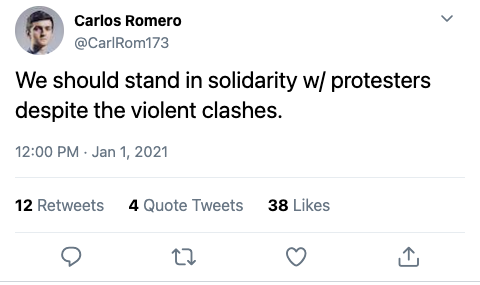 Carlos Romero
@CarlRom173
We should stand in solidarity w/ protesters
despite the violent clashes.
12:00 PM · Jan 1, 2021
12 Retweets 4 Quote Tweets 38 Likes